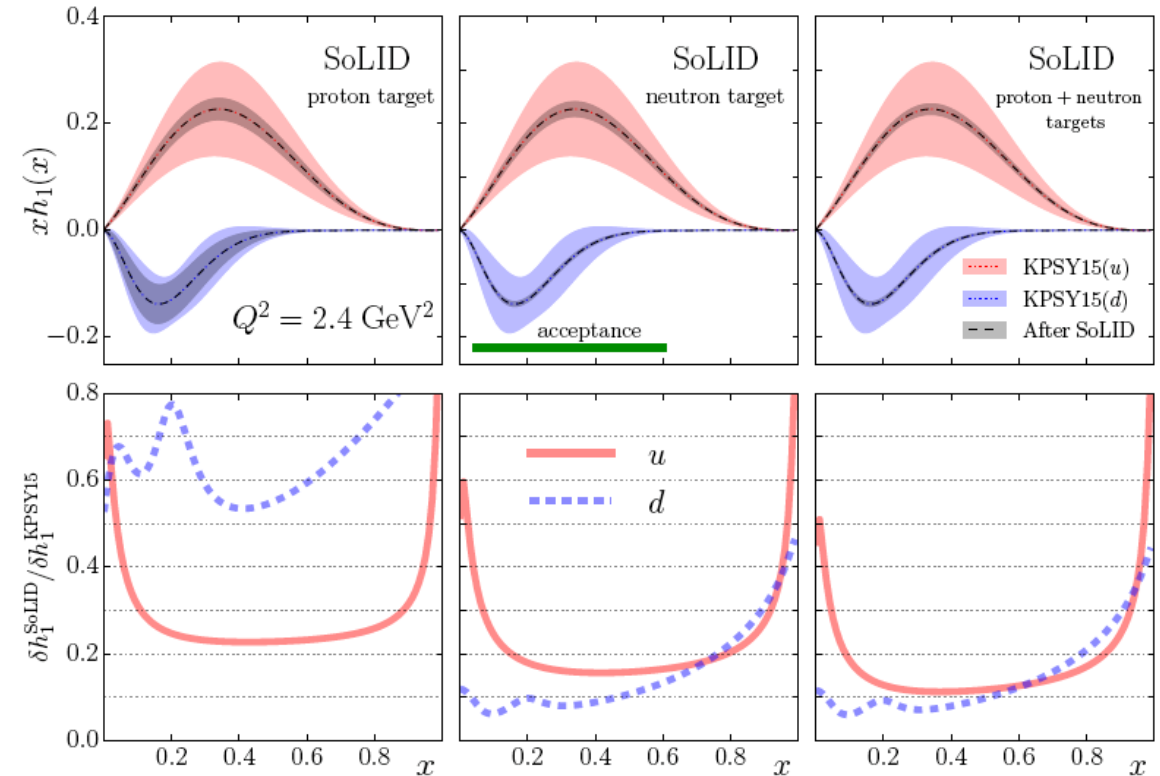 0.4
0.2
0.0
−0.2
xh₁(x)
SoLID
proton target
Q² = 2.4 GeV²
SoLID
neutron target
acceptance
SoLID
proton + neutron
targets
KPSY15(u)
KPSY15(d)
After SoLID
0.8
0.6
0.4
0.2
0.0
δh₁^SoLID/δh₁^KPSY15
0.2 0.4 0.6 0.8 x
u
d
0.2 0.4 0.6 0.8 x
0.2 0.4 0.6 0.8 x